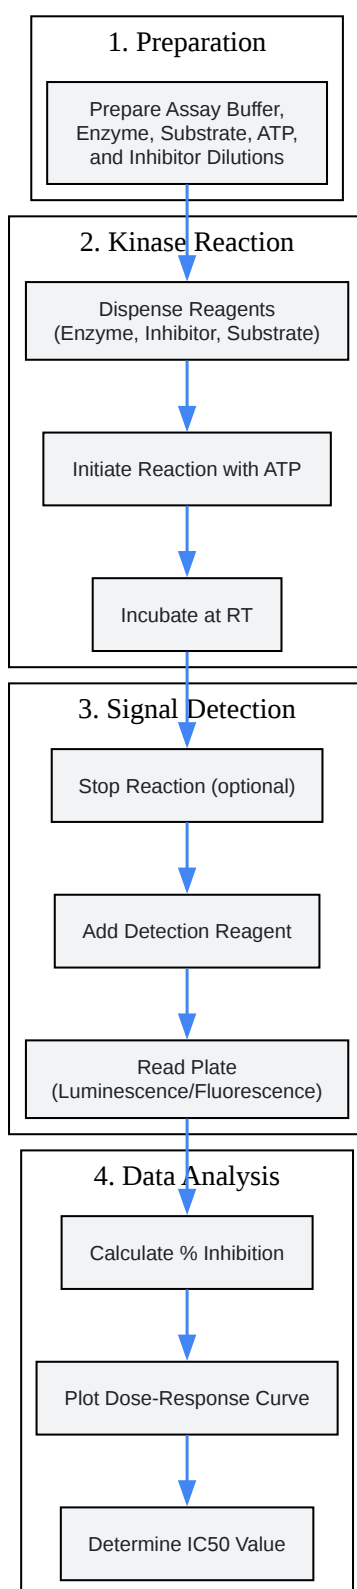 1. Preparation
Prepare Assay Buffer,
Enzyme, Substrate, ATP,
and Inhibitor Dilutions
2. Kinase Reaction
Dispense Reagents
(Enzyme, Inhibitor, Substrate)
Initiate Reaction with ATP
Incubate at RT
3. Signal Detection
Stop Reaction (optional)
Add Detection Reagent
Read Plate
(Luminescence/Fluorescence)
4. Data Analysis
Calculate % Inhibition
Plot Dose-Response Curve
Determine IC50 Value